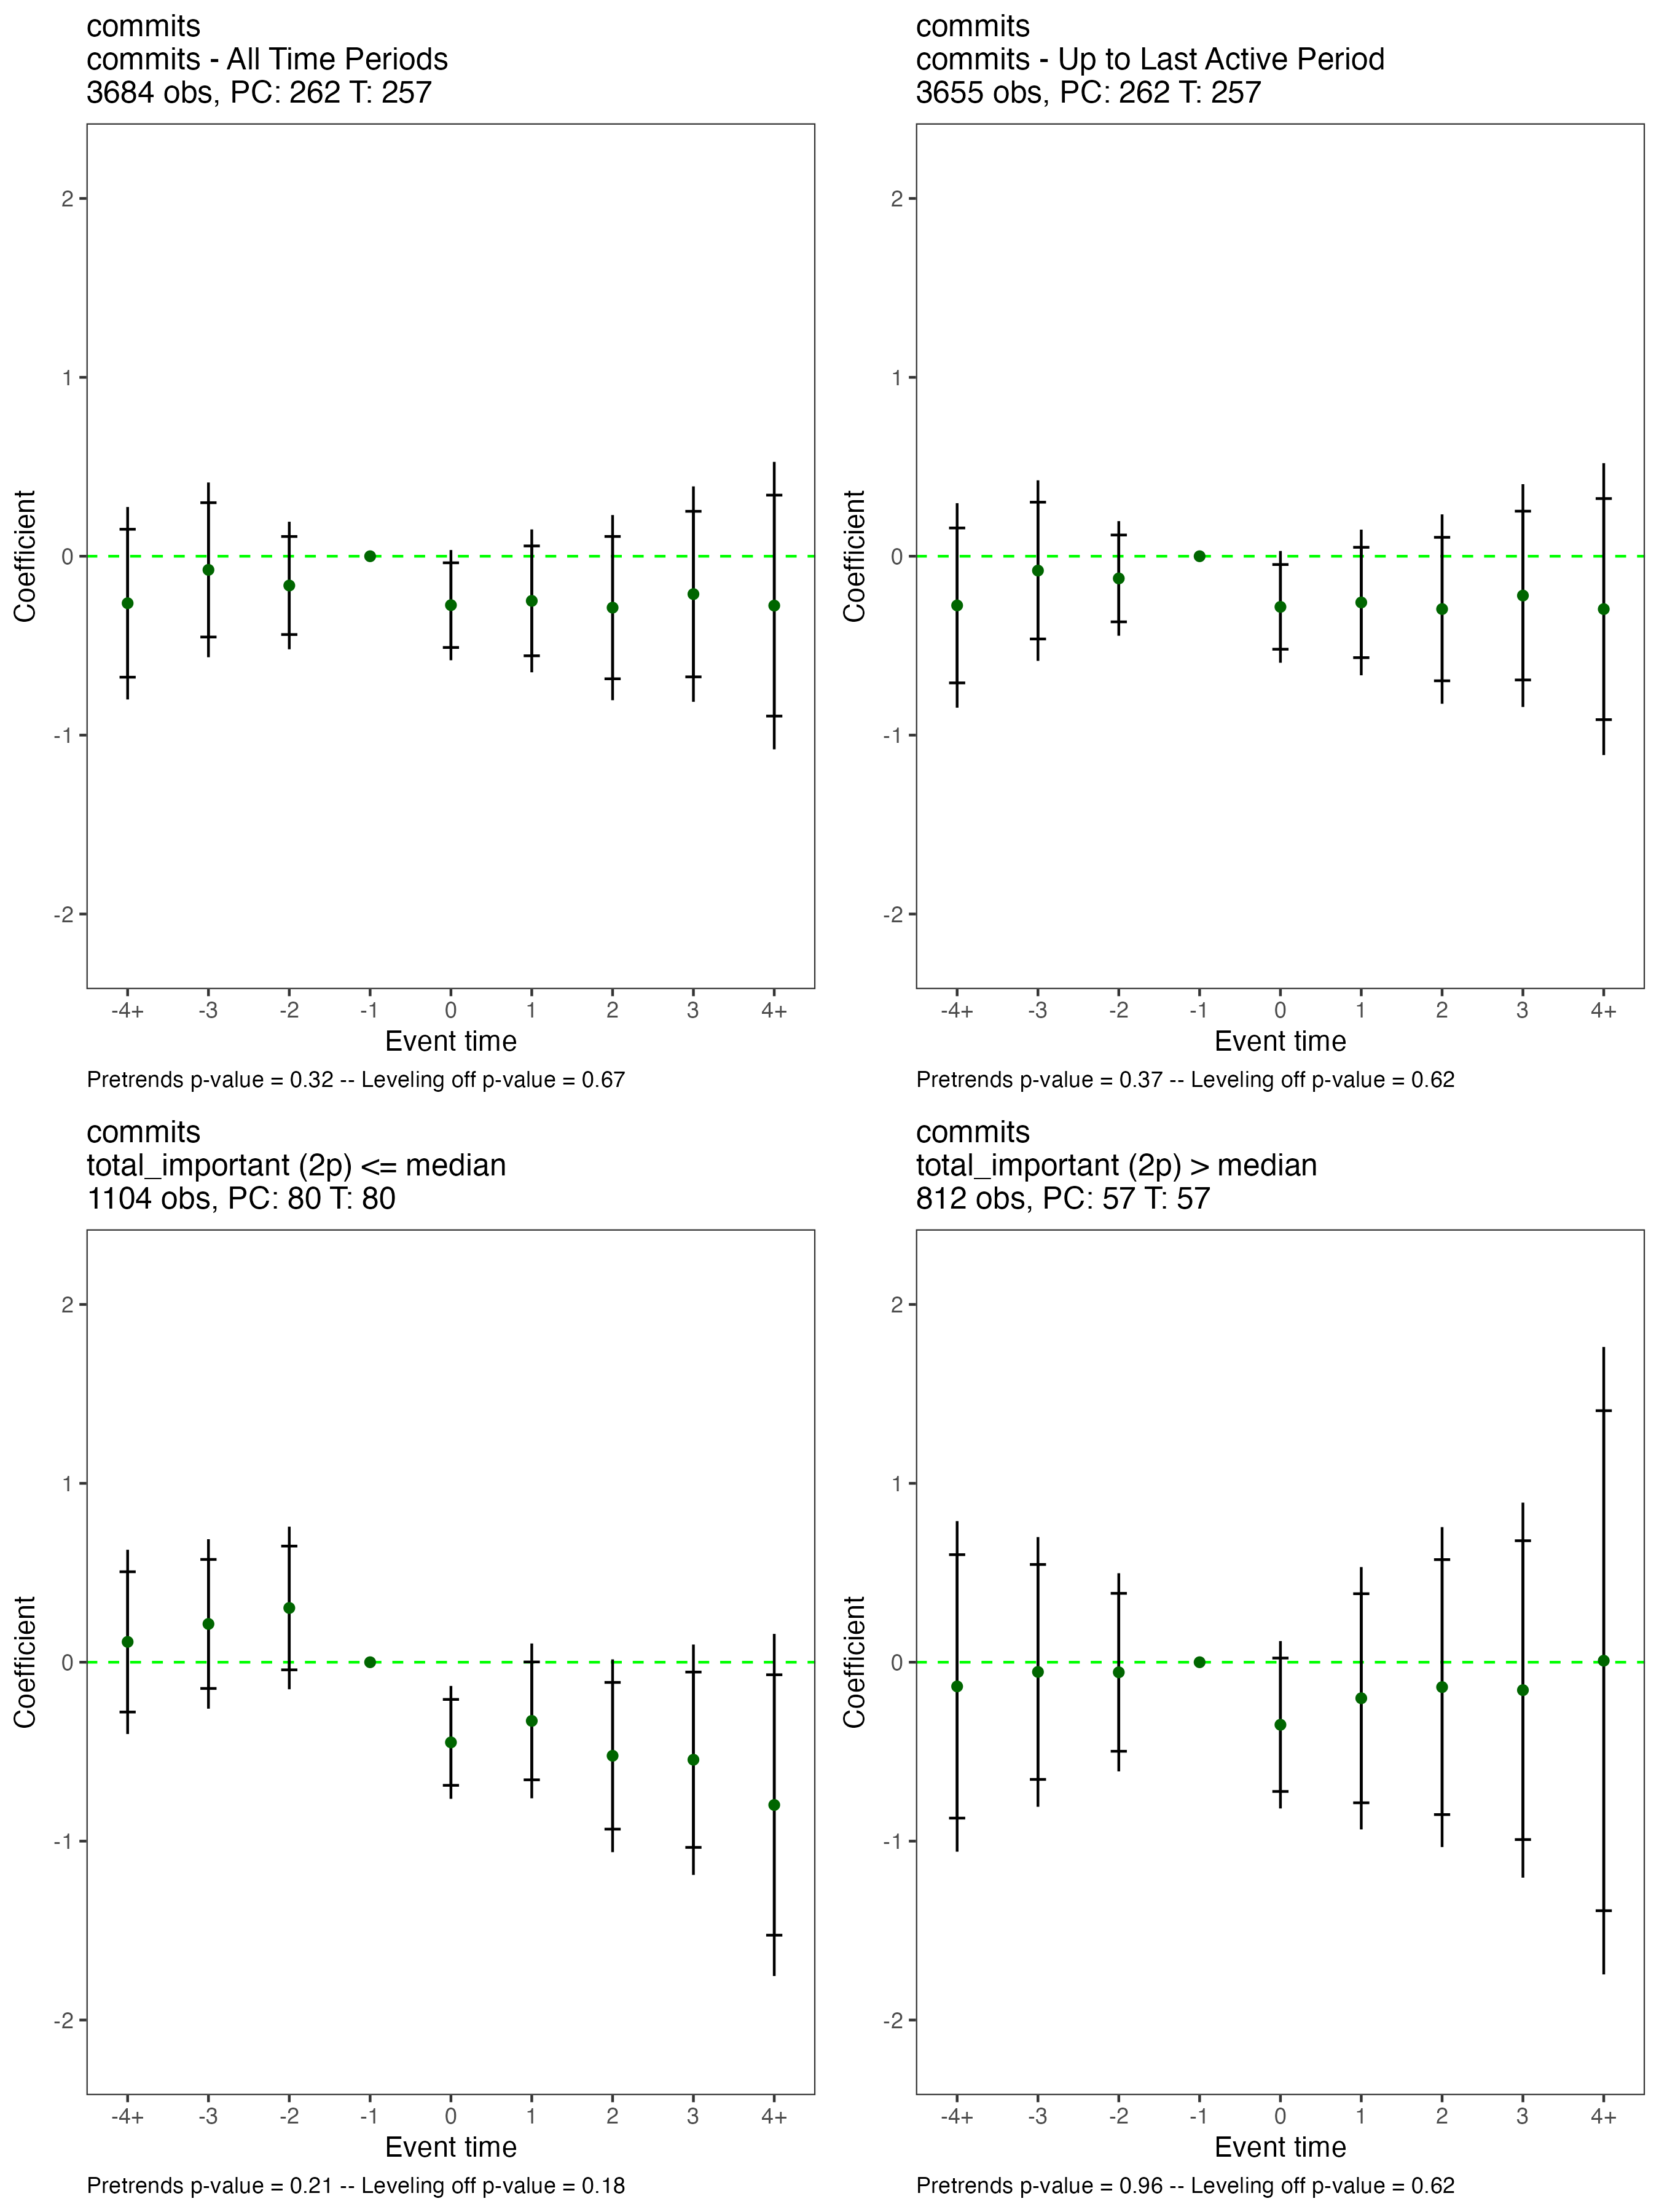 commits
commits - All Time Periods
3684 obs, PC: 262 T: 257
Coefficient
2
1
0
-1
-2
-4+ -3 -2 -1 0 1 2 3 4+
Event time
Pretrends p-value = 0.32 -- Leveling off p-value = 0.67
commits
commits - Up to Last Active Period
3655 obs, PC: 262 T: 257
Coefficient
2
1
0
-1
-2
-4+ -3 -2 -1 0 1 2 3 4+
Event time
Pretrends p-value = 0.37 -- Leveling off p-value = 0.62
commits
total_important (2p) <= median
1104 obs, PC: 80 T: 80
Coefficient
2
1
0
-1
-2
-4+ -3 -2 -1 0 1 2 3 4+
Event time
Pretrends p-value = 0.21 -- Leveling off p-value = 0.18
commits
total_important (2p) > median
812 obs, PC: 57 T: 57
Coefficient
2
1
0
-1
-2
-4+ -3 -2 -1 0 1 2 3 4+
Event time
Pretrends p-value = 0.96 -- Leveling off p-value = 0.62